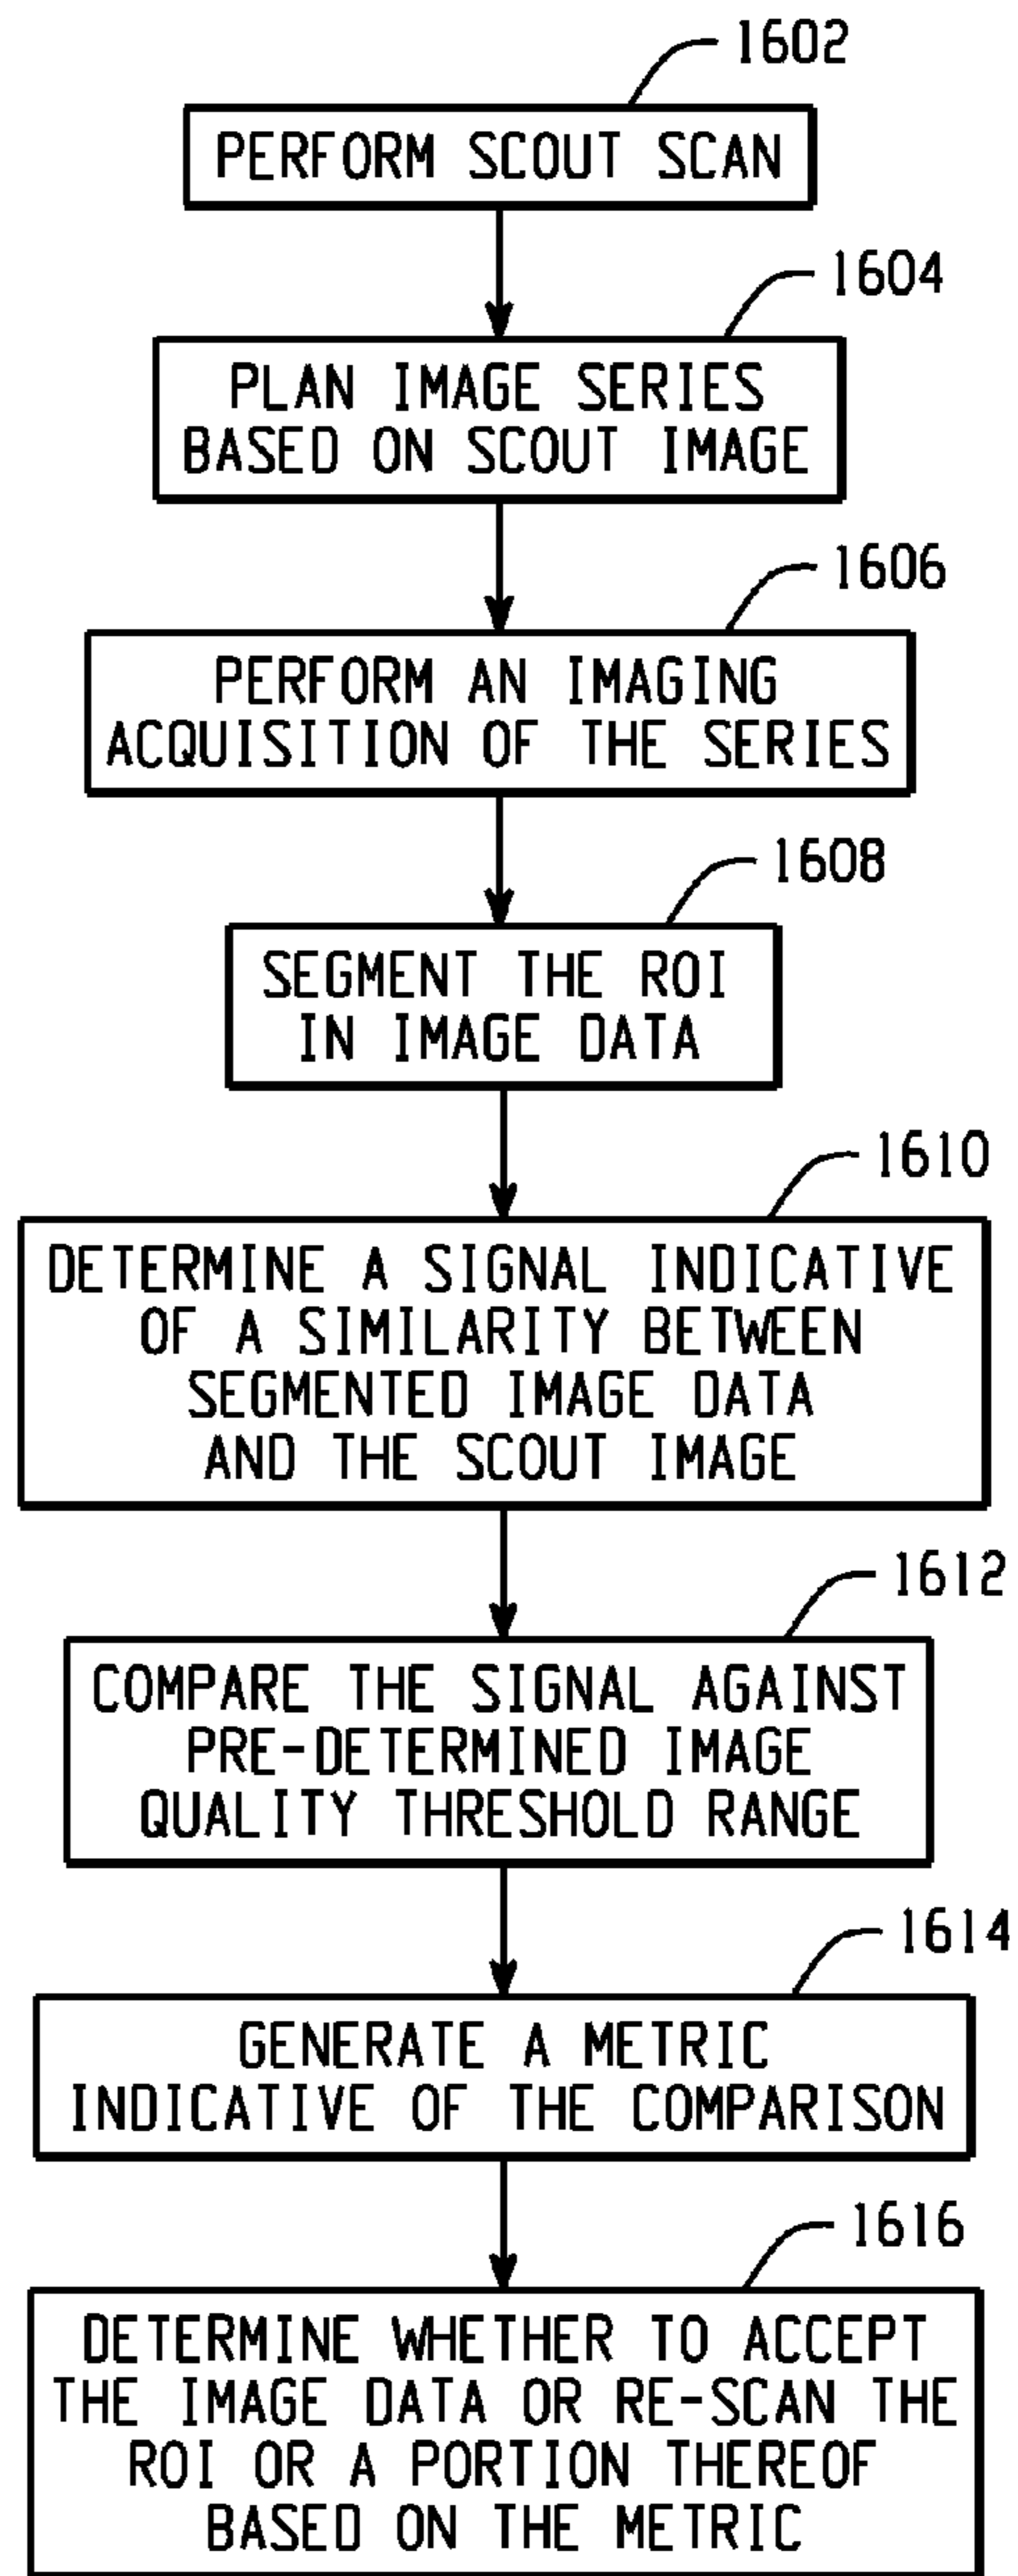 1602
PERFORM SCOUT SCAN
1604
PLAN IMAGE SERIES
BASED ON SCOUT IMAGE
1606
PERFORM AN IMAGING
ACQUISITION OF THE SERIES
1608
SEGMENT THE ROI
IN IMAGE DATA
1610
DETERMINE A SIGNAL INDICATIVE
OF A SIMILARITY BETWEEN
SEGMENTED IMAGE DATA
AND THE SCOUT IMAGE
1612
COMPARE THE SIGNAL AGAINST
PRE-DETERMINED IMAGE
QUALITY THRESHOLD RANGE
1614
GENERATE A METRIC
INDICATIVE OF THE COMPARISON
1616
DETERMINE WHETHER TO ACCEPT
THE IMAGE DATA OR RE-SCAN THE
ROI OR A PORTION THEREOF
BASED ON THE METRIC